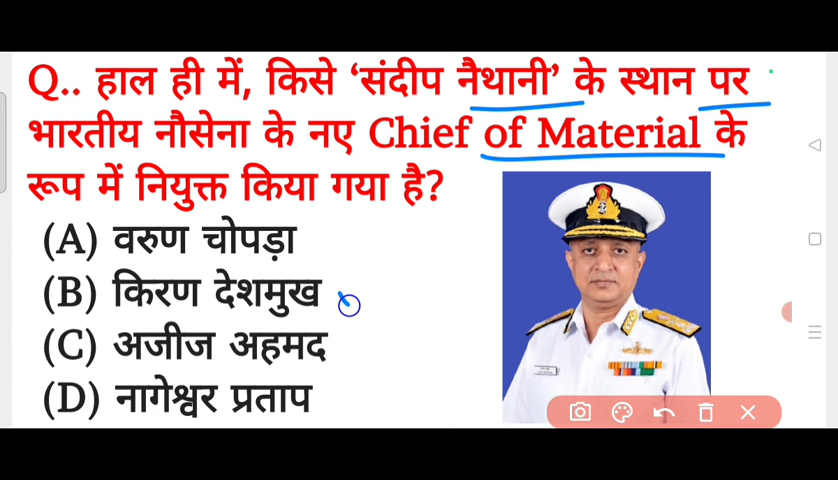 Q.. हाल ही में, किसे ‘संदीप नैथानी’ के स्थान पर
भारतीय नौसेना के नए Chief of Material के
रूप में नियुक्त किया गया है?
(A) वरुण चोपड़ा
(B) किरण देशमुख
(C) अजीज अहमद
(D) नागेश्वर प्रताप